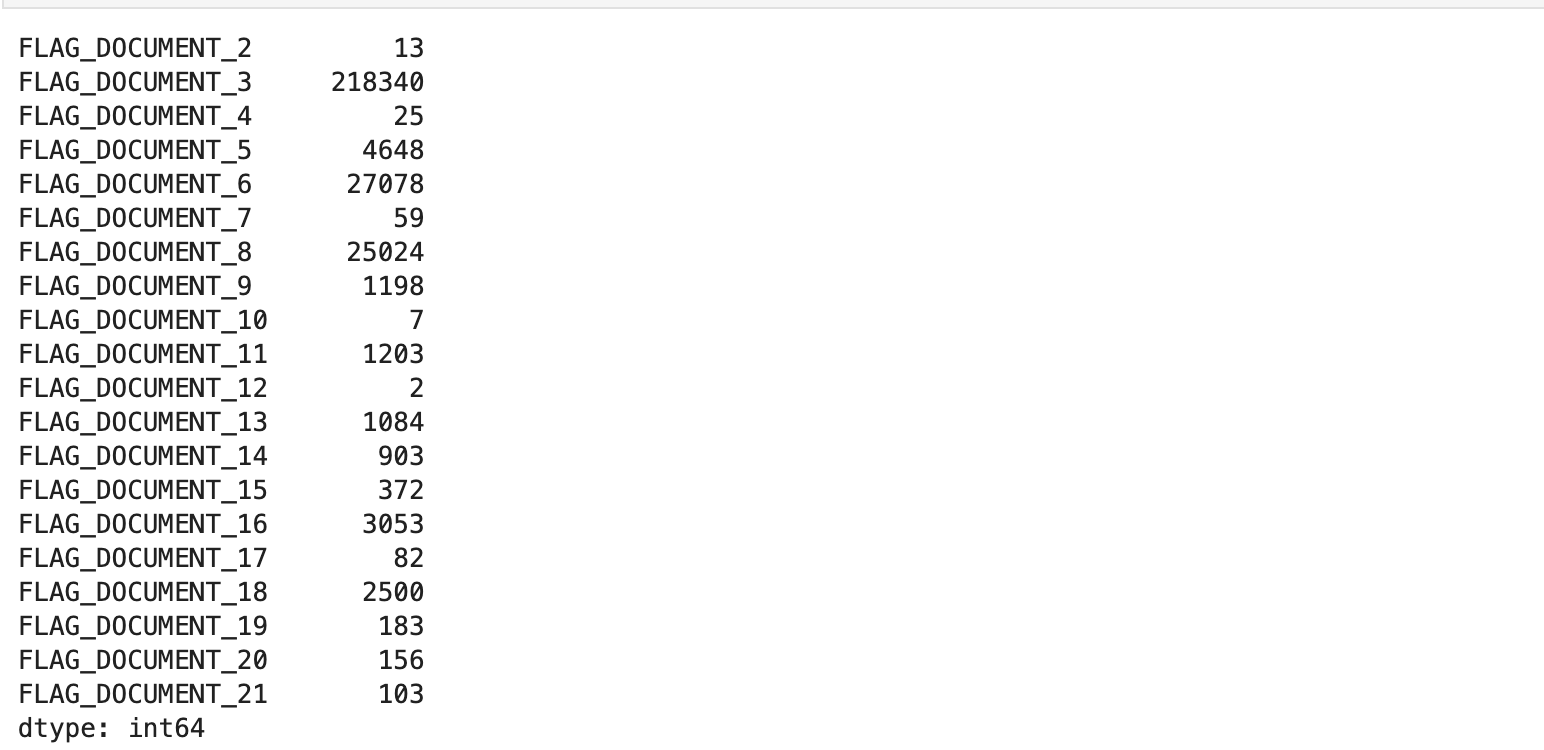 FLAG_DOCUMENT_2 13
FLAG_DOCUMENT_3 218340
FLAG_DOCUMENT_4 25
FLAG_DOCUMENT_5 4648
FLAG_DOCUMENT_6 27078
FLAG_DOCUMENT_7 59
FLAG_DOCUMENT_8 25024
FLAG_DOCUMENT_9 1198
FLAG_DOCUMENT_10 7
FLAG_DOCUMENT_11 1203
FLAG_DOCUMENT_12 2
FLAG_DOCUMENT_13 1084
FLAG_DOCUMENT_14 903
FLAG_DOCUMENT_15 372
FLAG_DOCUMENT_16 3053
FLAG_DOCUMENT_17 82
FLAG_DOCUMENT_18 2500
FLAG_DOCUMENT_19 183
FLAG_DOCUMENT_20 156
FLAG_DOCUMENT_21 103
dtype: int64